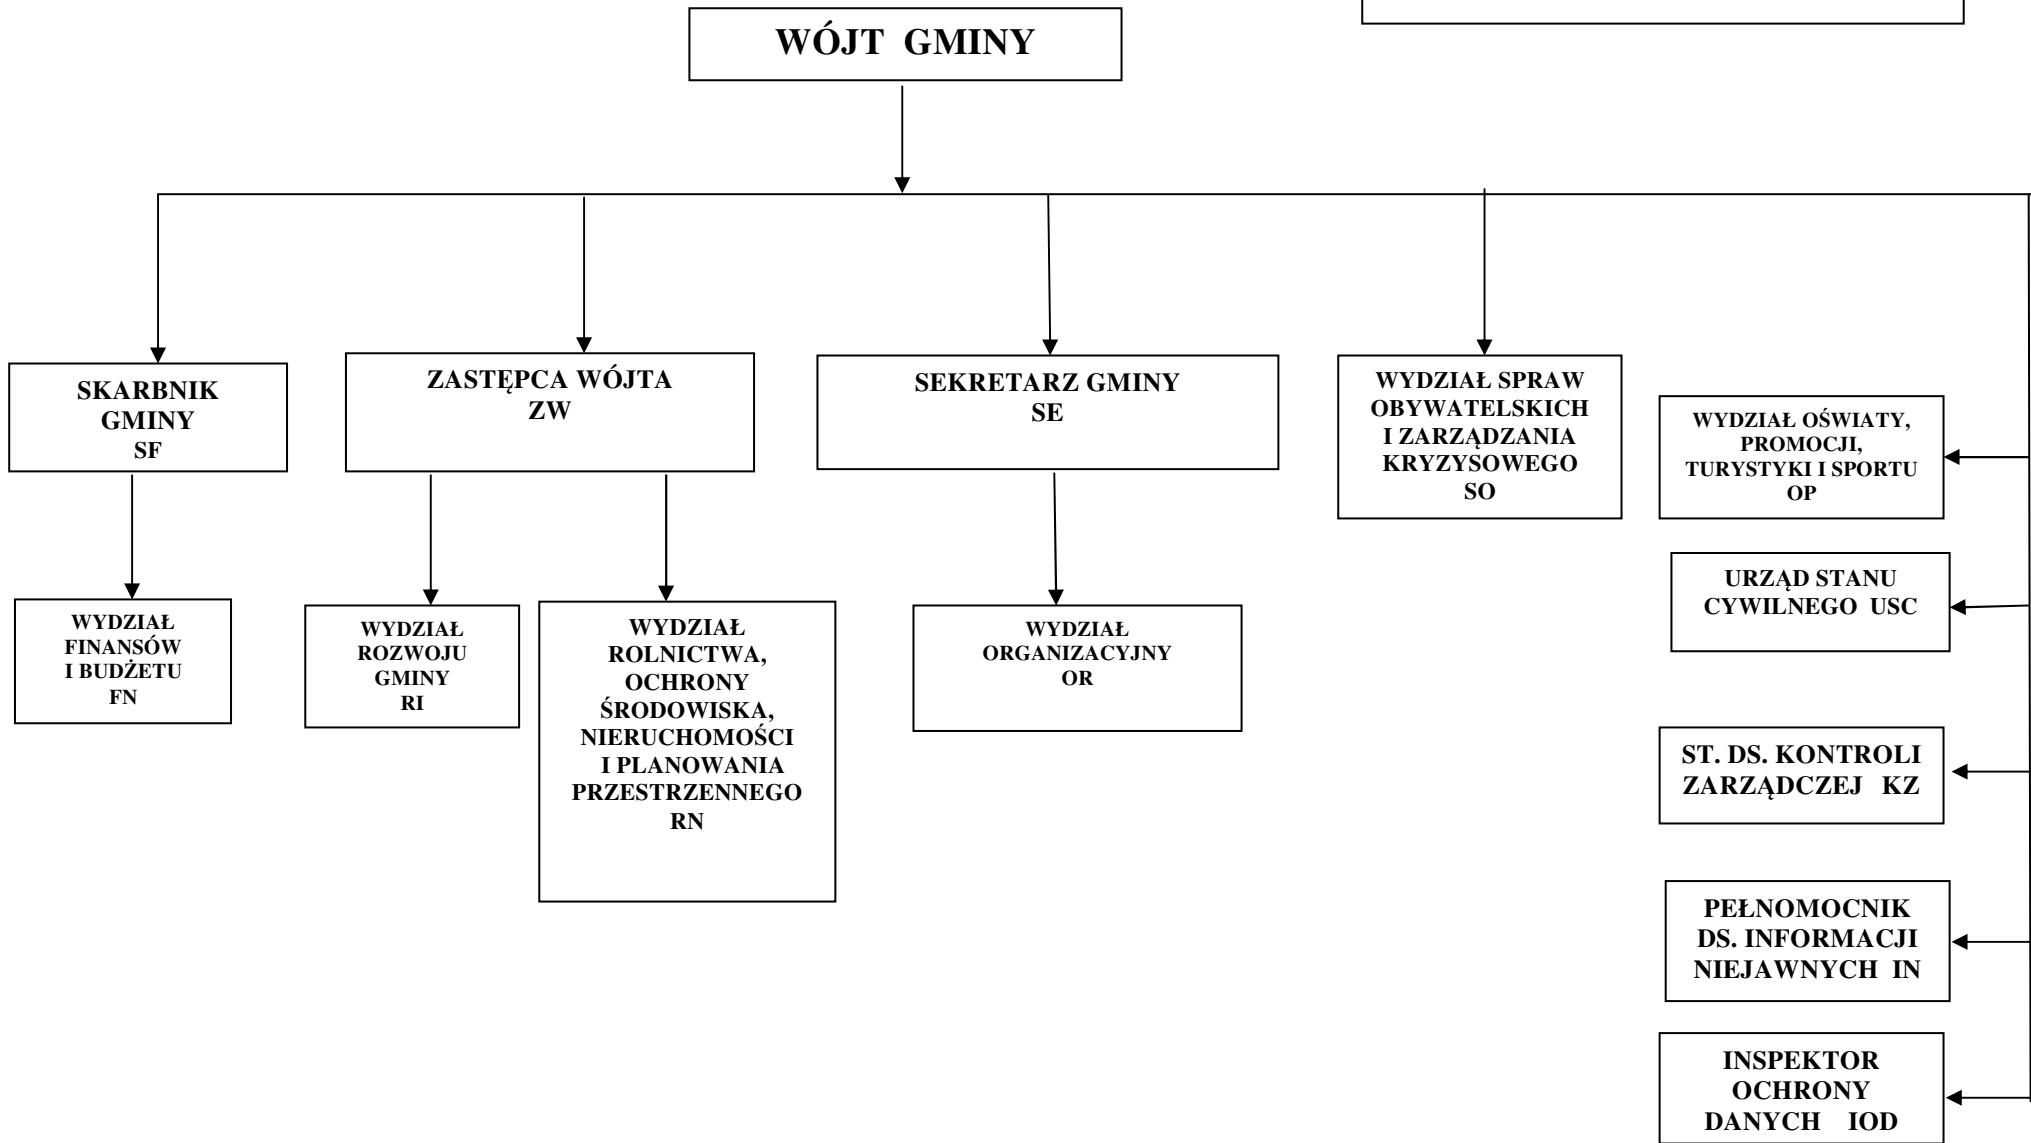 WÓJT GMINY
SKARBNIK
GMINY
SF
ZASTĘPCA WÓJTA
ZW
SEKRETARZ GMINY
SE
WYDZIAŁ SPRAW
OBYWATELSKICH
I ZARZĄDZANIA
KRYZYSOWEGO
SO
WYDZIAŁ OŚWIATY,
PROMOCJI,
TURYSTYKI I SPORTU
OP
URZĄD STANU
CYWILNEGO USC
WYDZIAŁ
FINANSÓW
I BUDŻETU
FN
WYDZIAŁ
ROZWOJU
GMINY
RI
WYDZIAŁ
ROLNICTWA,
OCHRONY
ŚRODOWISKA,
NIERUCHOMOŚCI
I PLANOWANIA
PRZESTRZENNEGO
RN
WYDZIAŁ
ORGANIZACYJNY
OR
ST. DS. KONTROLI
ZARZĄDCZEJ KZ
PEŁNOMOCNIK
DS. INFORMACJI
NIEJAWNYCH IN
INSPEKTOR
OCHRONY
DANYCH IOD